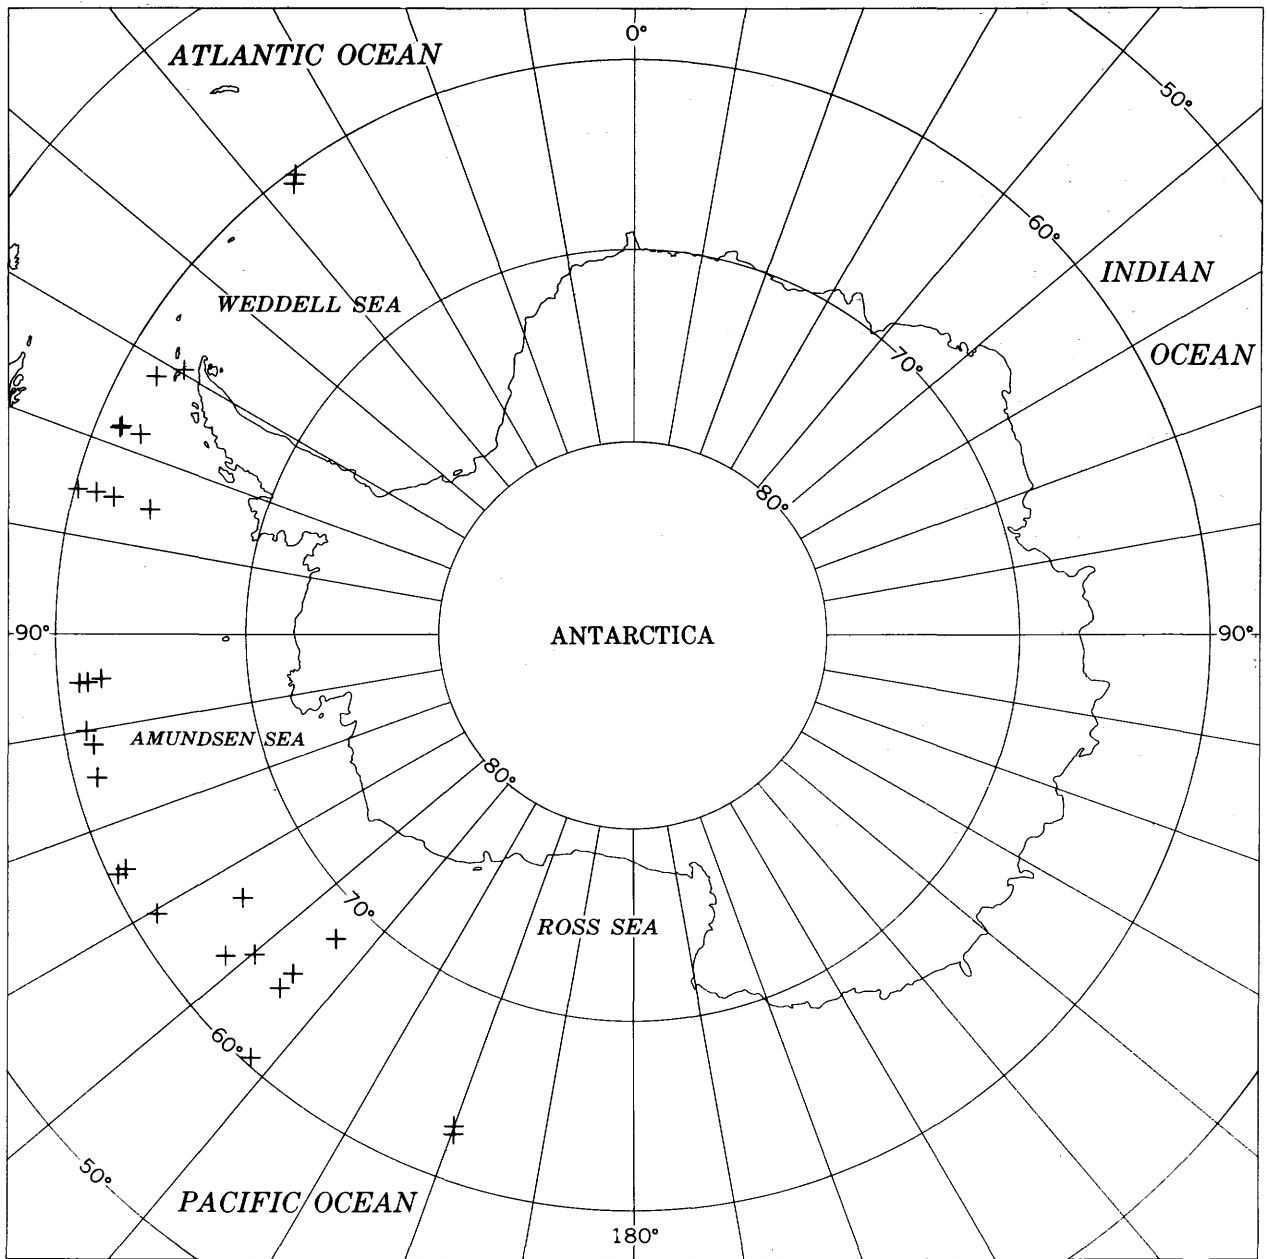 0°
ATLANTIC OCEAN
50°
60°
INDIAN
WEDDELL SEA
OCEAN
70°
80°
90°
ANTARCTICA
90°
AMUNDSEN SEA
80°
70°
ROSS SEA
60°
50°
PACIFIC OCEAN
180°